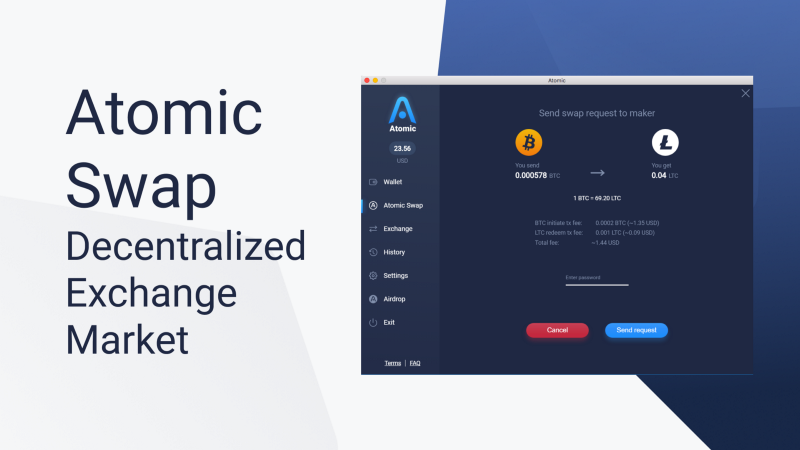 Atomic
Swap
Decentralized
Exchange
Market
Atomic
Atomic
23.56
USD
Wallet
Atomic Swap
Exchange
History
Settings
Airdrop
Exit
Terms | FAQ
Send swap request to maker
You send
0.000578 BTC
You get
0.04 LTC
1 BTC = 69.20 LTC
BTC initiate tx fee: 0.0002 BTC (~1.35 USD)
LTC redeem tx fee: 0.001 LTC (~0.09 USD)
Total fee: ~1.44 USD
Enter password
Cancel
Send request